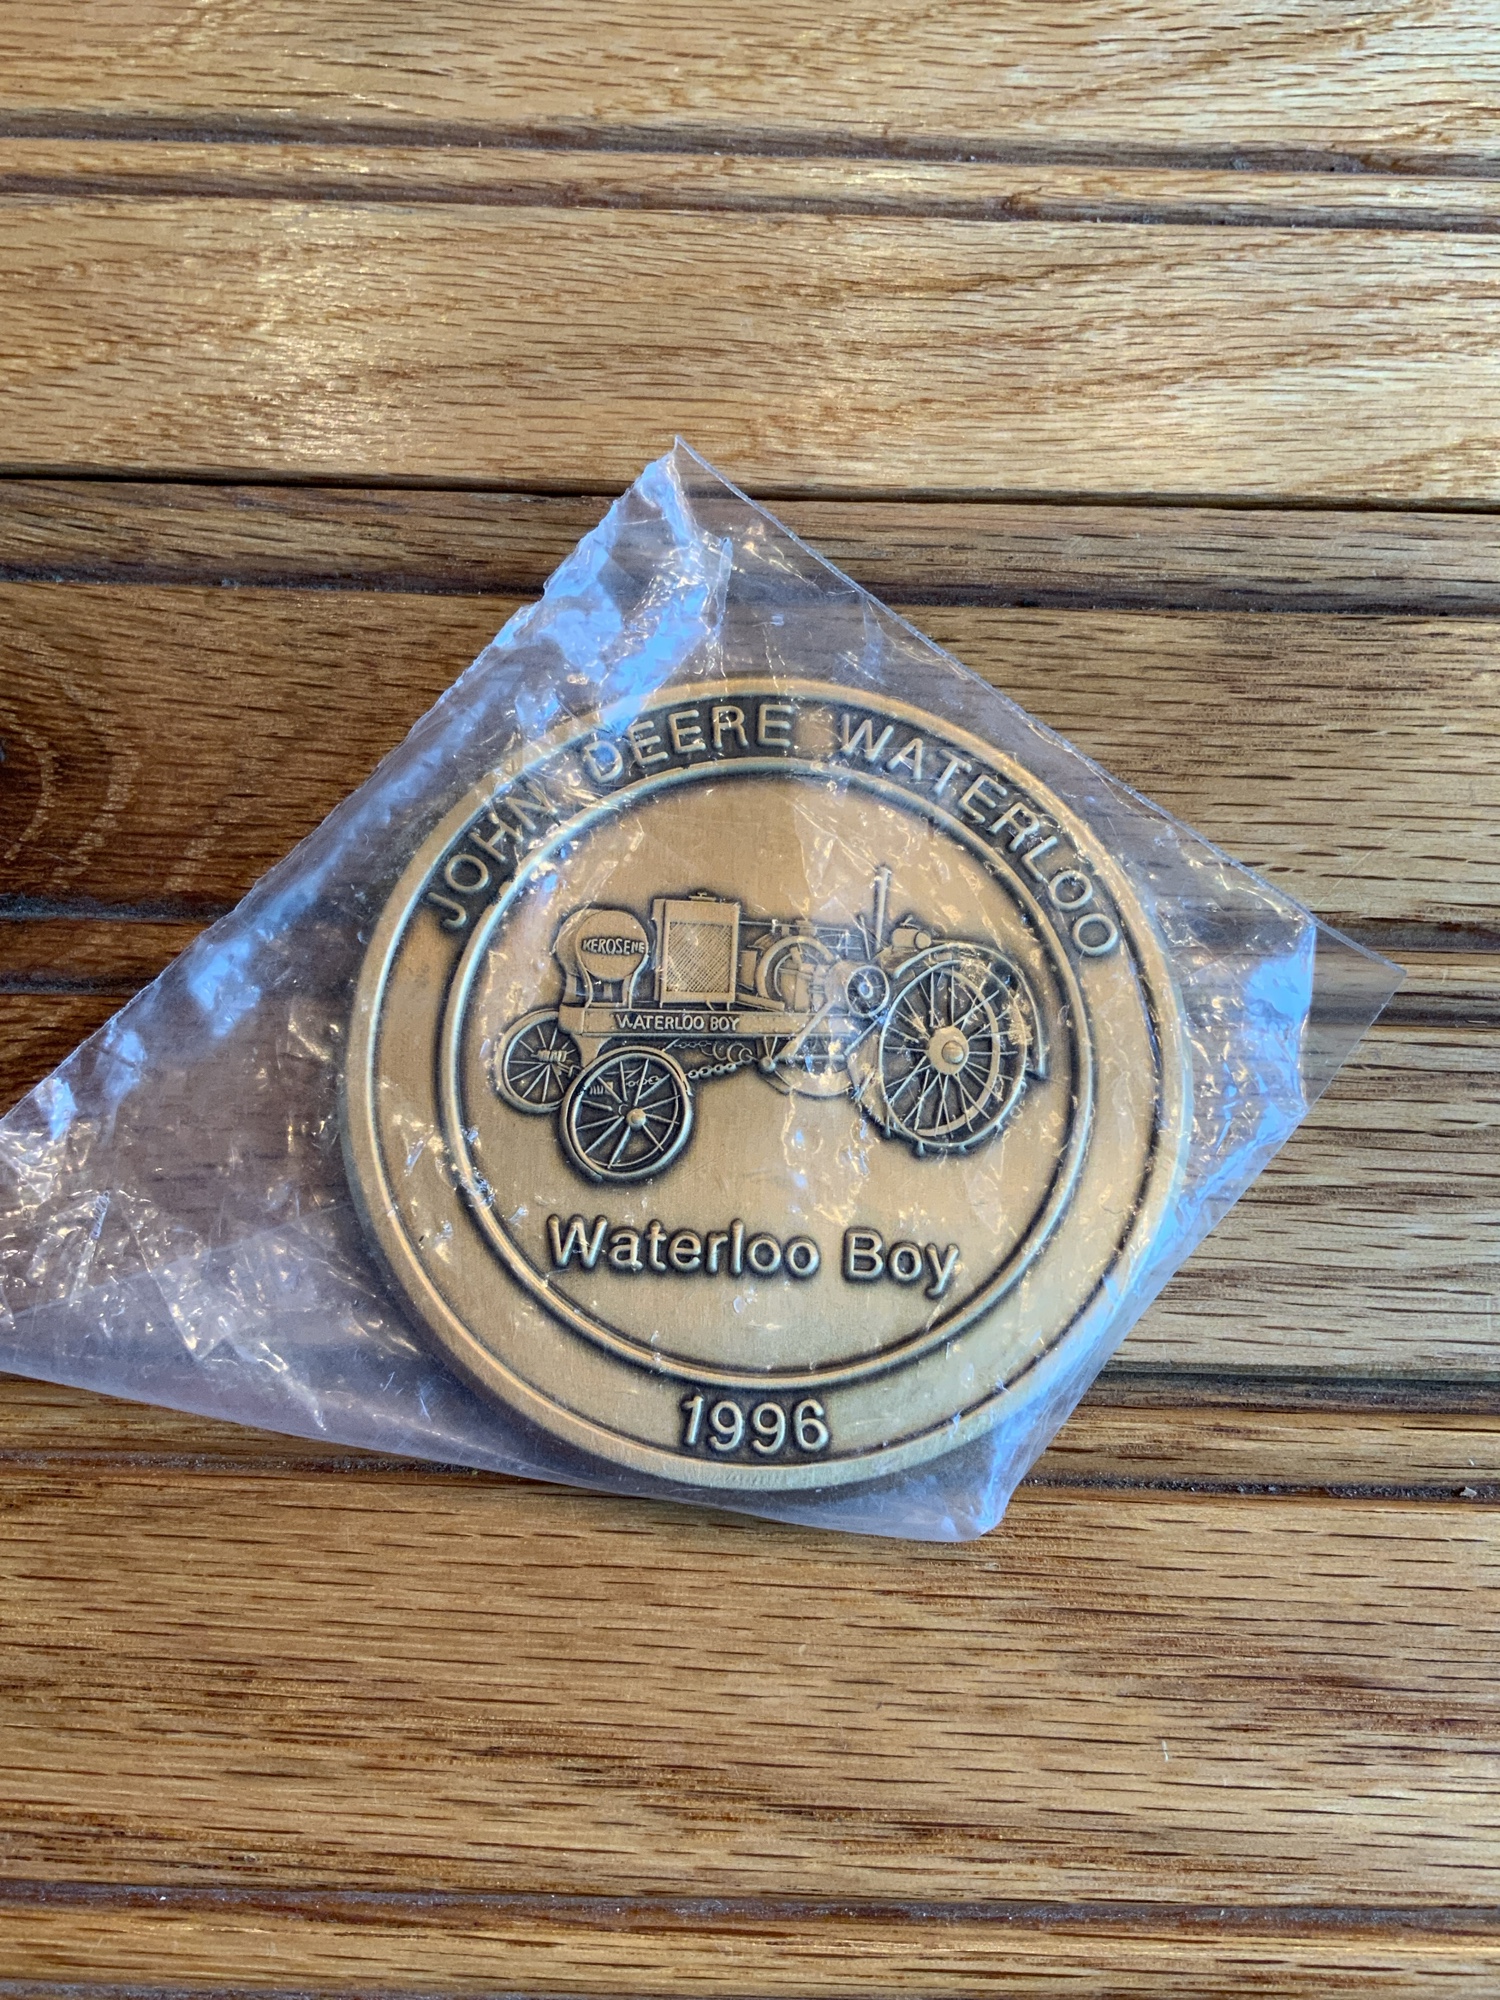 JOHN DEERE WATERLOO
KEROSENE
WATERLOO BOY
Waterloo Boy
1996